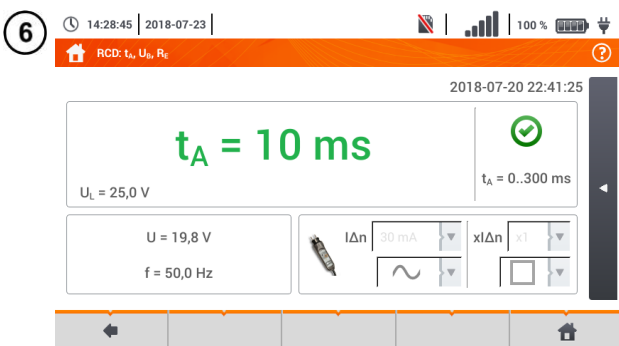 6
14:28:45 2018-07-23 100 %
RCD: tA, UB, RE ?
2018-07-20 22:41:25
tA = 10 ms
tA = 0..300 ms
UL = 25,0 V
U = 19,8 V
f = 50,0 Hz
IΔn 30 mA xIΔn x1